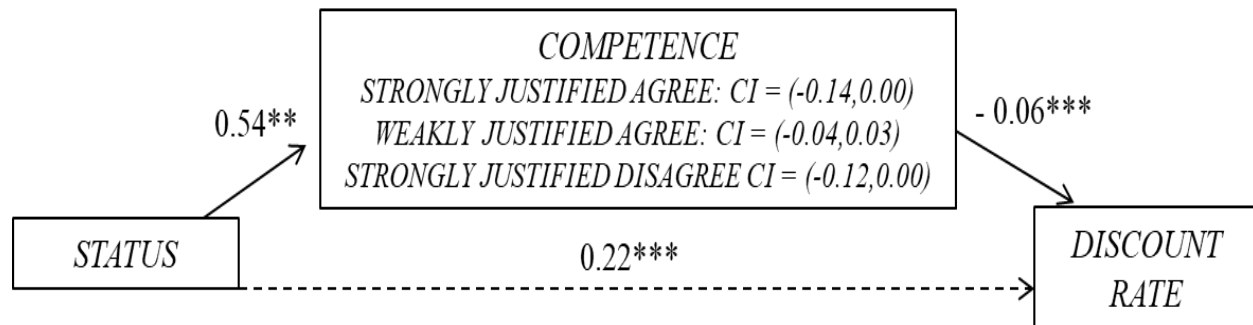 COMPETENCE
STRONGLY JUSTIFIED AGREE: CI = (-0.14,0.00)
0.54**
- 0.06***
WEAKLY JUSTIFIED AGREE: CI = (-0.04,0.03)
STRONGLY JUSTIFIED DISAGREE CI = (-0.12,0.00)
STATUS
0.22***
DISCOUNT
RATE